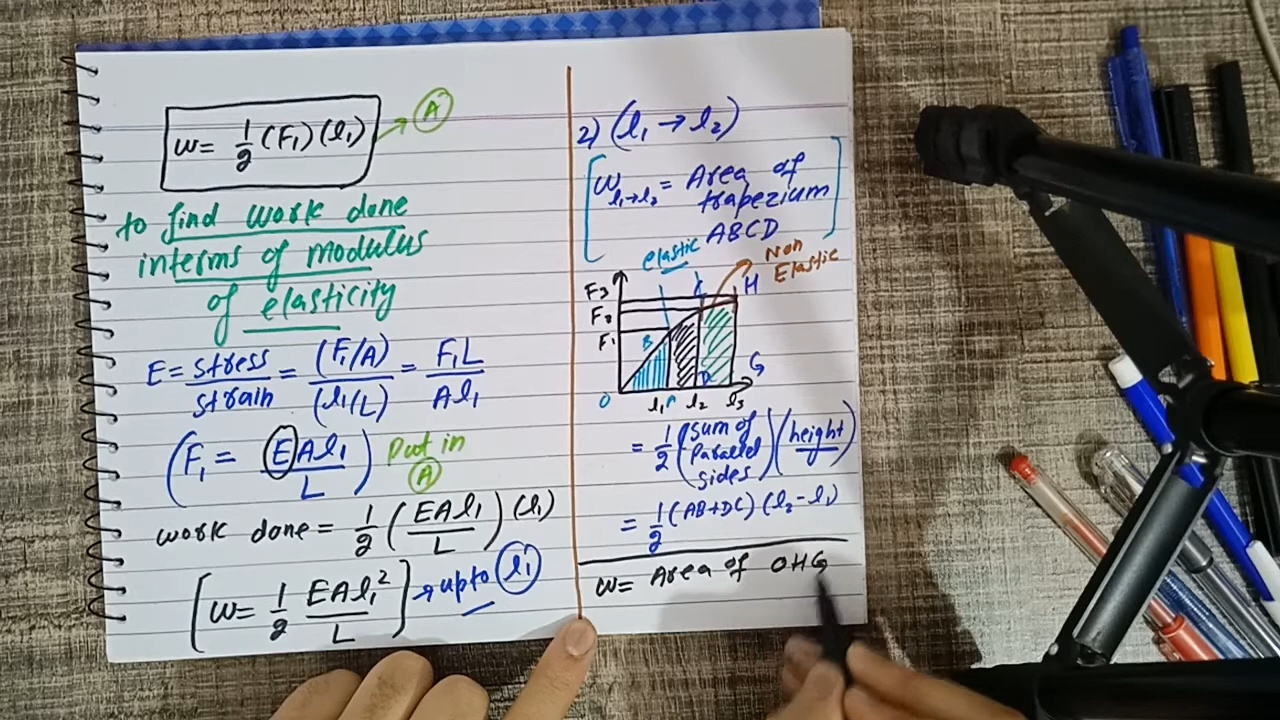 W = 1/2 (F₁)(l₁) → A
to find work done
interms of modulus
of elasticity
E = stress/strain = (F₁/A)/(l₁/L) = F₁L/Al₁
(F₁ = EAl₁/L) Put in A
work done = 1/2 (EAl₁/L)(l₁)
[W = 1/2 EAl₁²/L] → upto l₁
2) (l₁ → l₂)
[W l₁→l₂ = Area of
trapezium
ABCD]
elastic
Non
Elastic
F₃ H
F₂
F₁ B
D G
O l₁ A l₂ l₃
= 1/2 (sum of Parallel sides)(height)
= 1/2 (AB+DC)(l₂-l₁)
W = Area of OHG